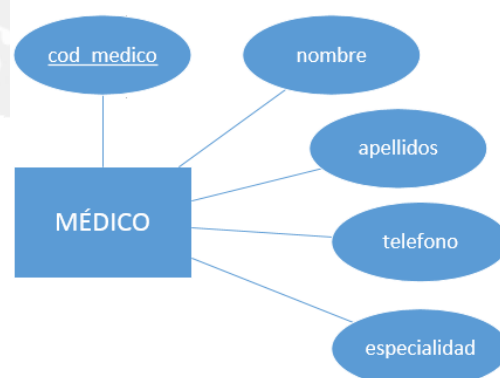 cod_medico
nombre
apellidos
MÉDICO
telefono
especialidad